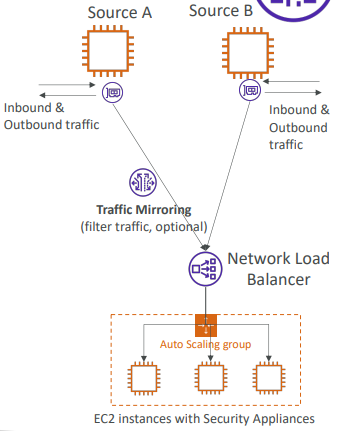 Source A
Source B
Inbound &
Outbound traffic
Inbound &
Outbound
traffic
Traffic Mirroring
(filter traffic, optional)
Network Load
Balancer
Auto Scaling group
EC2 instances with Security Appliances